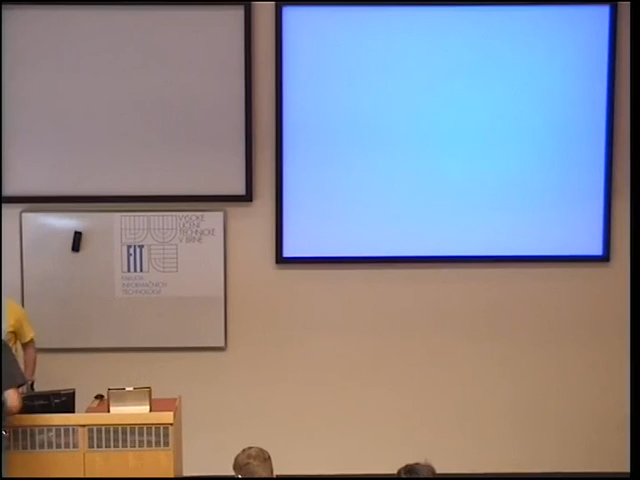 VYSOKÉ
UČENÍ
TECHNICKÉ
V BRNĚ
FIT
FAKULTA
INFORMAČNÍCH
TECHNOLOGIÍ